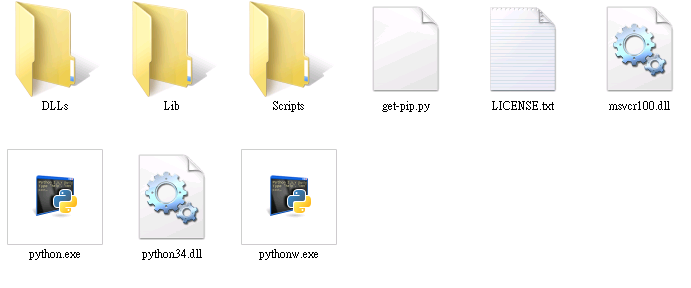 DLLs
Lib
Scripts
get-pip.py
LICENSE.txt
msvcr100.dll
python.exe
python34.dll
pythonw.exe